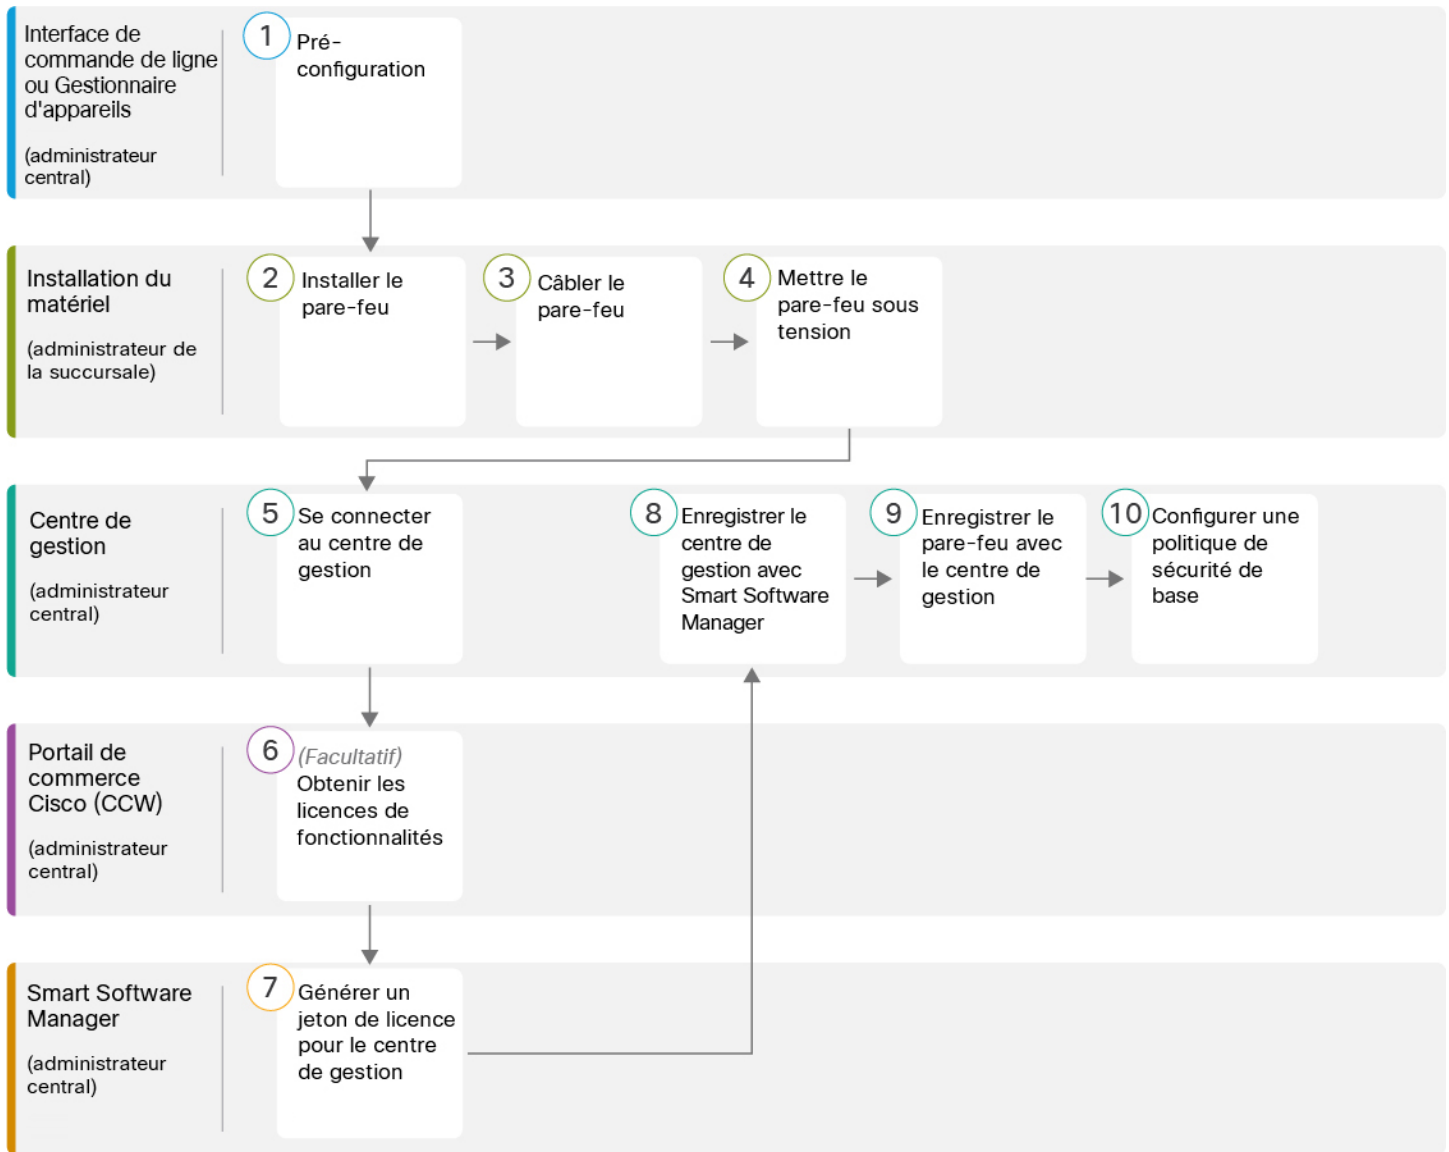 Interface de
commande de ligne
ou Gestionnaire
d'appareils
(administrateur
central)
1
Pré-
configuration
Installation du
matériel
(administrateur de
la succursale)
2
Installer le
pare-feu
3
Câbler le
pare-feu
4
Mettre le
pare-feu sous
tension
Centre de
gestion
(administrateur
central)
5
Se connecter
au centre de
gestion
8
Enregistrer le
centre de
gestion avec
Smart Software
Manager
9
Enregistrer le
pare-feu avec
le centre de
gestion
10
Configurer une
politique de
sécurité de
base
Portail de
commerce
Cisco (CCW)
(administrateur
central)
6
(Facultatif)
Obtenir les
licences de
fonctionnalités
Smart Software
Manager
(administrateur
central)
7
Générer un
jeton de licence
pour le centre
de gestion